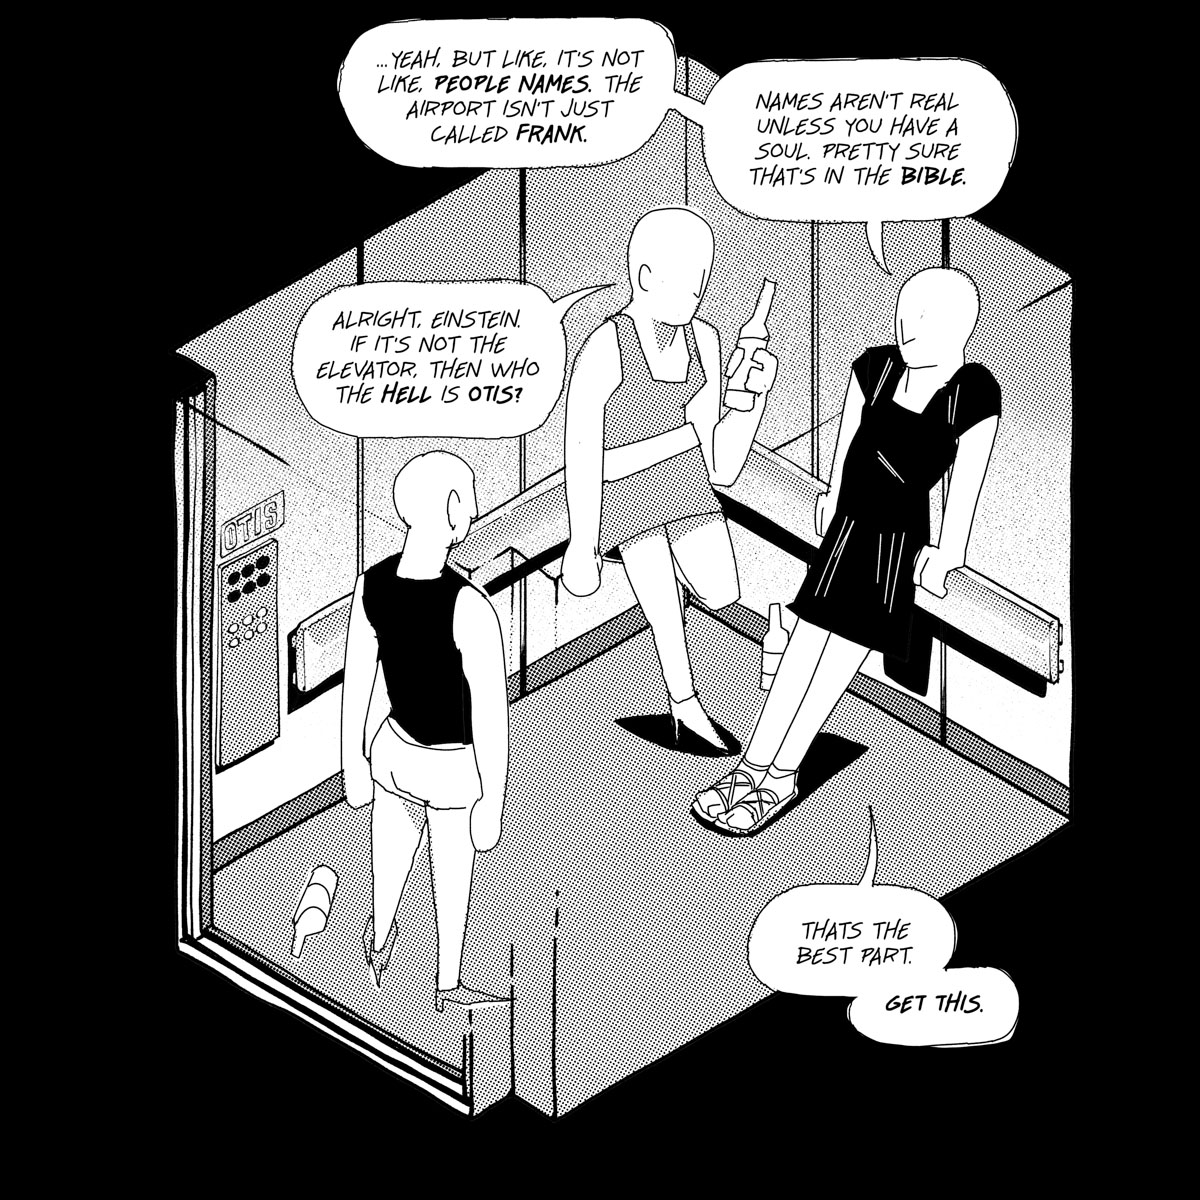 ...YEAH, BUT LIKE, IT'S NOT
LIKE, PEOPLE NAMES. THE
AIRPORT ISN'T JUST
CALLED FRANK.
NAMES AREN'T REAL
UNLESS YOU HAVE A
SOUL. PRETTY SURE
THAT'S IN THE BIBLE.
ALRIGHT, EINSTEIN.
IF IT'S NOT THE
ELEVATOR, THEN WHO
THE HELL IS OTIS?
OTIS
THATS THE
BEST PART.
GET THIS.